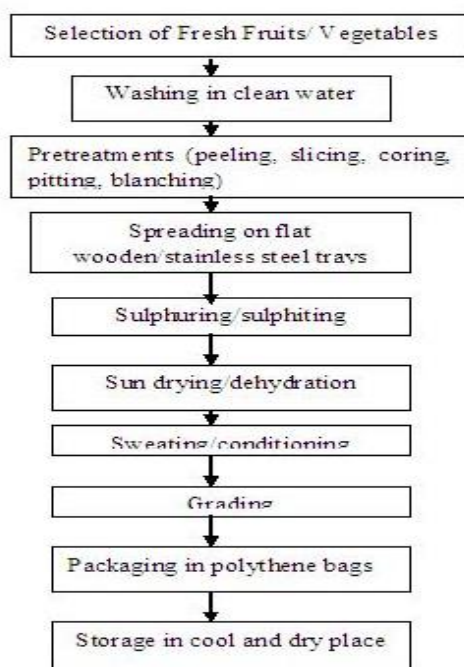 Selection of Fresh Fruits/ Vegetables
Washing in clean water
Pretreatments (peeling, slicing, coring,
pitting, blanching)
Spreading on flat
wooden/stainless steel trays
Sulphuring/sulphiting
Sun drying/dehydration
Sweating/conditioning
Grading
Packaging in polythene bags
Storage in cool and dry place